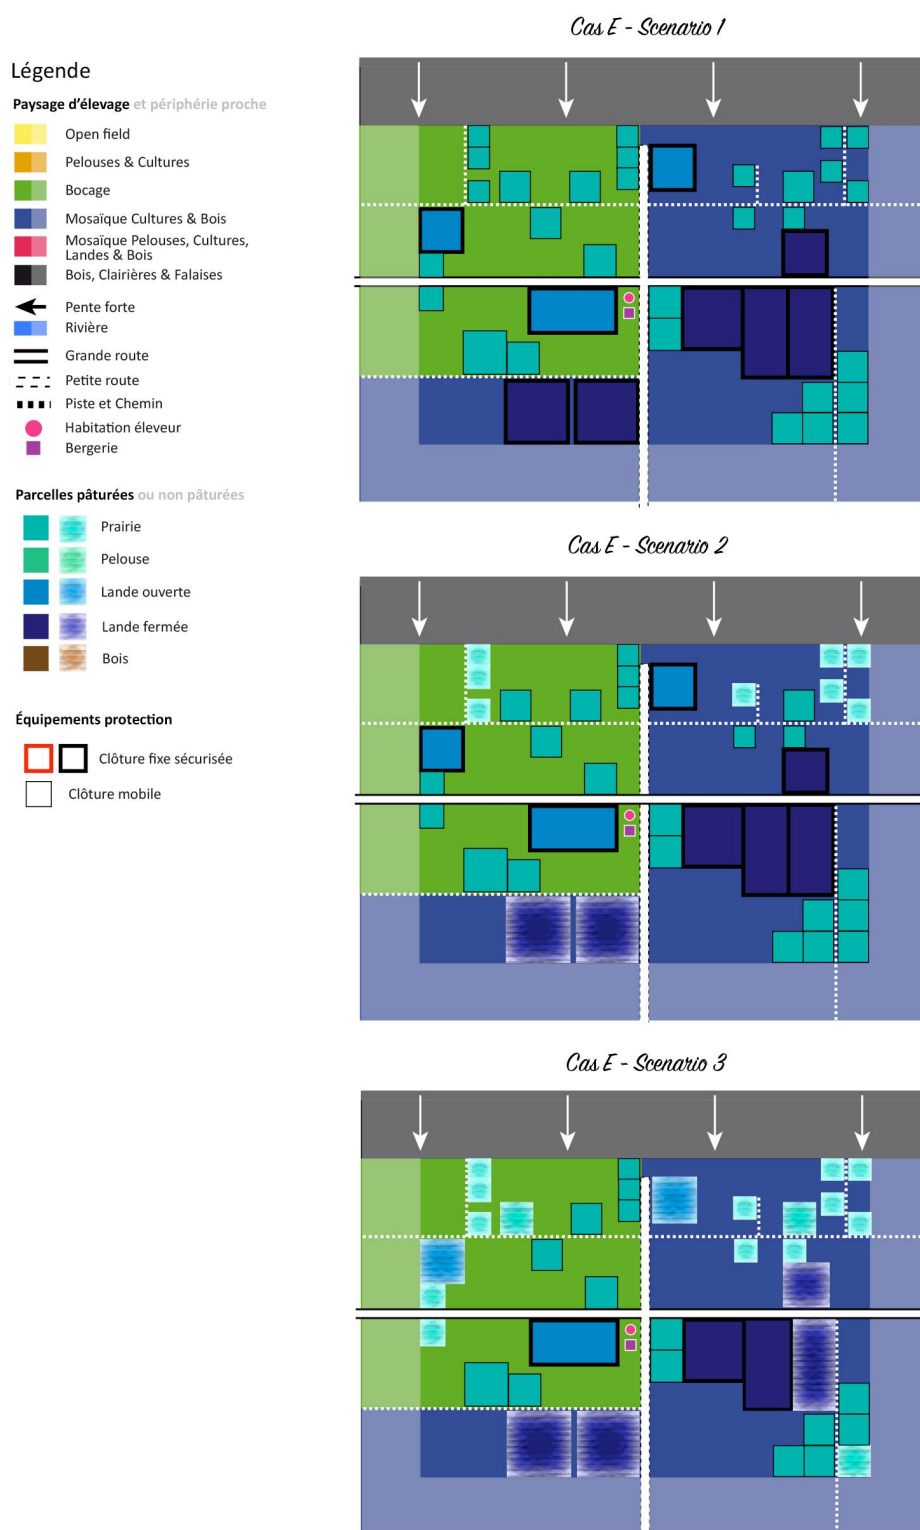 Cas E - Scenario 1
Légende
Paysage d'élevage et périphérie proche
Open field
Pelouses & Cultures
Bocage
Mosaïque Cultures & Bois
Mosaïque Pelouses, Cultures,
Landes & Bois
Bois, Clairières & Falaises
Pente forte
Rivière
Grande route
Petite route
Piste et Chemin
Habitation éleveur
Bergerie
Parcelles pâturées ou non pâturées
Prairie
Pelouse
Lande ouverte
Lande fermée
Bois
Équipements protection
Clôture fixe sécurisée
Clôture mobile
Cas E - Scenario 2
Cas E - Scenario 3